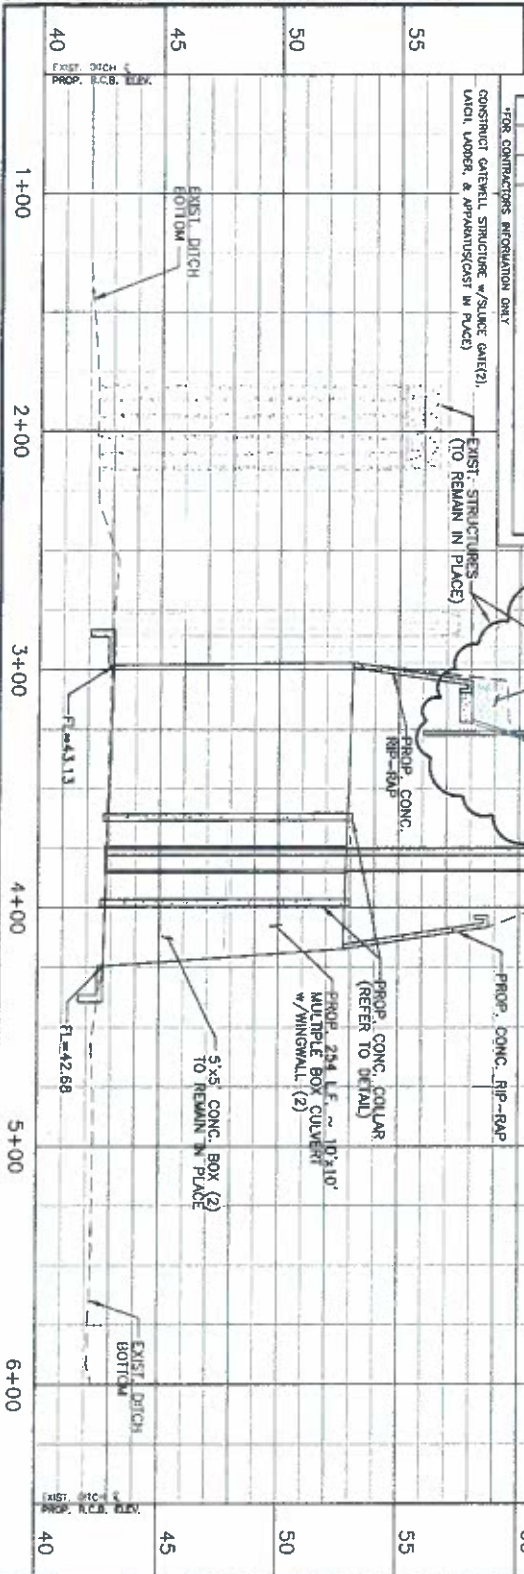 *FOR CONTRACTORS INFORMATION ONLY
CONSTRUCT GATEWELL STRUCTURE w/SLUICE GATE(2),
LATCH, LADDER, & APPARATUS(CAST IN PLACE)
EXIST. STRUCTURES
(TO REMAIN IN PLACE)
PROP. CONC.
RIP-RAP
PROP. CONC. RIP-RAP
PROP. CONC. COLLAR
(REFER TO DETAIL)
PROP. 254 L.F. ~ 10'x10'
MULTIPLE BOX CULVERT
w/WINGWALL (2)
5'x5' CONC. BOX (2)
TO REMAIN IN PLACE
EXIST. DITCH
BOTTOM
FL=43.13
FL=42.68
EXIST. DITCH
BOTTOM
55
50
45
40
55
50
45
40
EXIST. DITCH &
PROP. R.C.B. ELEV.
EXIST. DITCH &
PROP. R.C.B. ELEV.
1+00
2+00
3+00
4+00
5+00
6+00